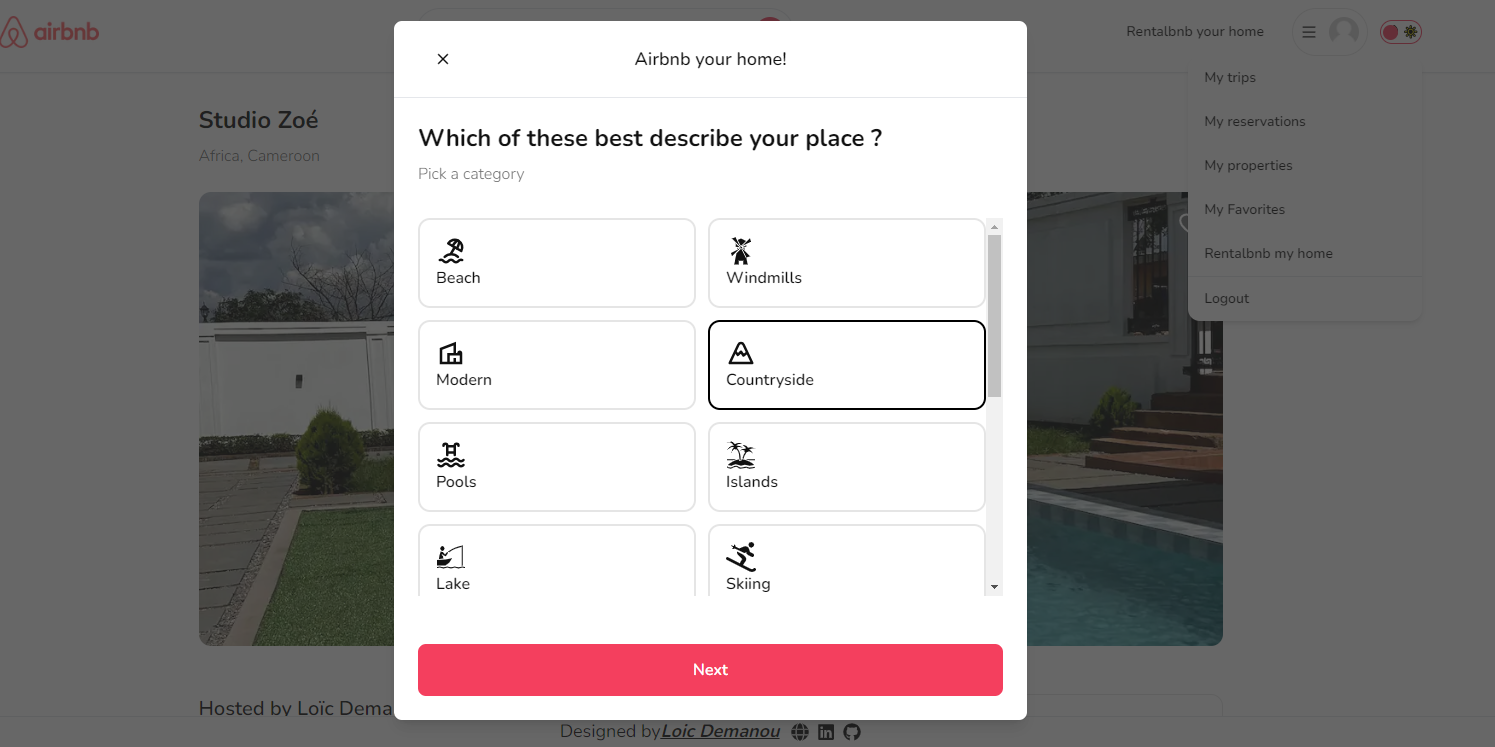 airbnb
Rentalbnb your home
Airbnb your home!
Which of these best describe your place ?
Pick a category
Beach
Windmills
Modern
Countryside
Pools
Islands
Lake
Skiing
Next
My trips
My reservations
My properties
My Favorites
Rentalbnb my home
Logout
Studio Zoé
Africa, Cameroon
Hosted by Loïc Dema
Designed by Loic Demanou